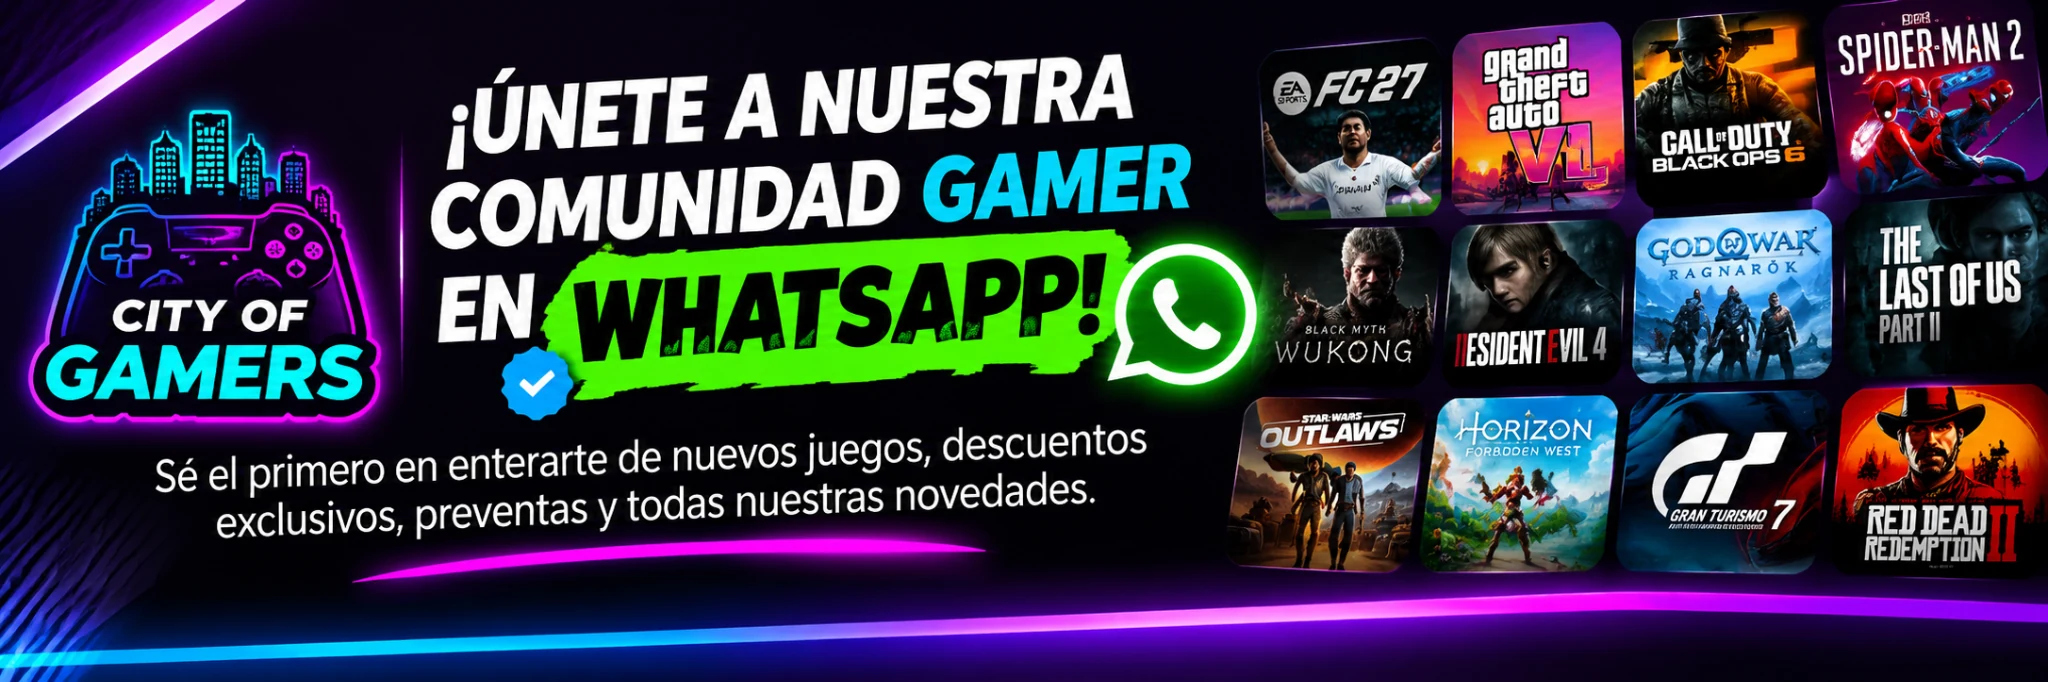 CITY OF
GAMERS
¡ÚNETE A NUESTRA
COMUNIDAD GAMER
EN WHATSAPP!
Sé el primero en enterarte de nuevos juegos, descuentos
exclusivos, preventas y todas nuestras novedades.
EA
SPORTS
FC 27
grand
theft
auto
VI
CALL OF DUTY
BLACK OPS 6
SPIDER-MAN 2
BLACK MYTH
WUKONG
RESIDENT EVIL 4
GOD OF WAR
RAGNARÖK
THE
LAST OF US
PART II
STAR WARS
OUTLAWS
HORIZON
FORBIDDEN WEST
GRAN TURISMO 7
RED DEAD
REDEMPTION II